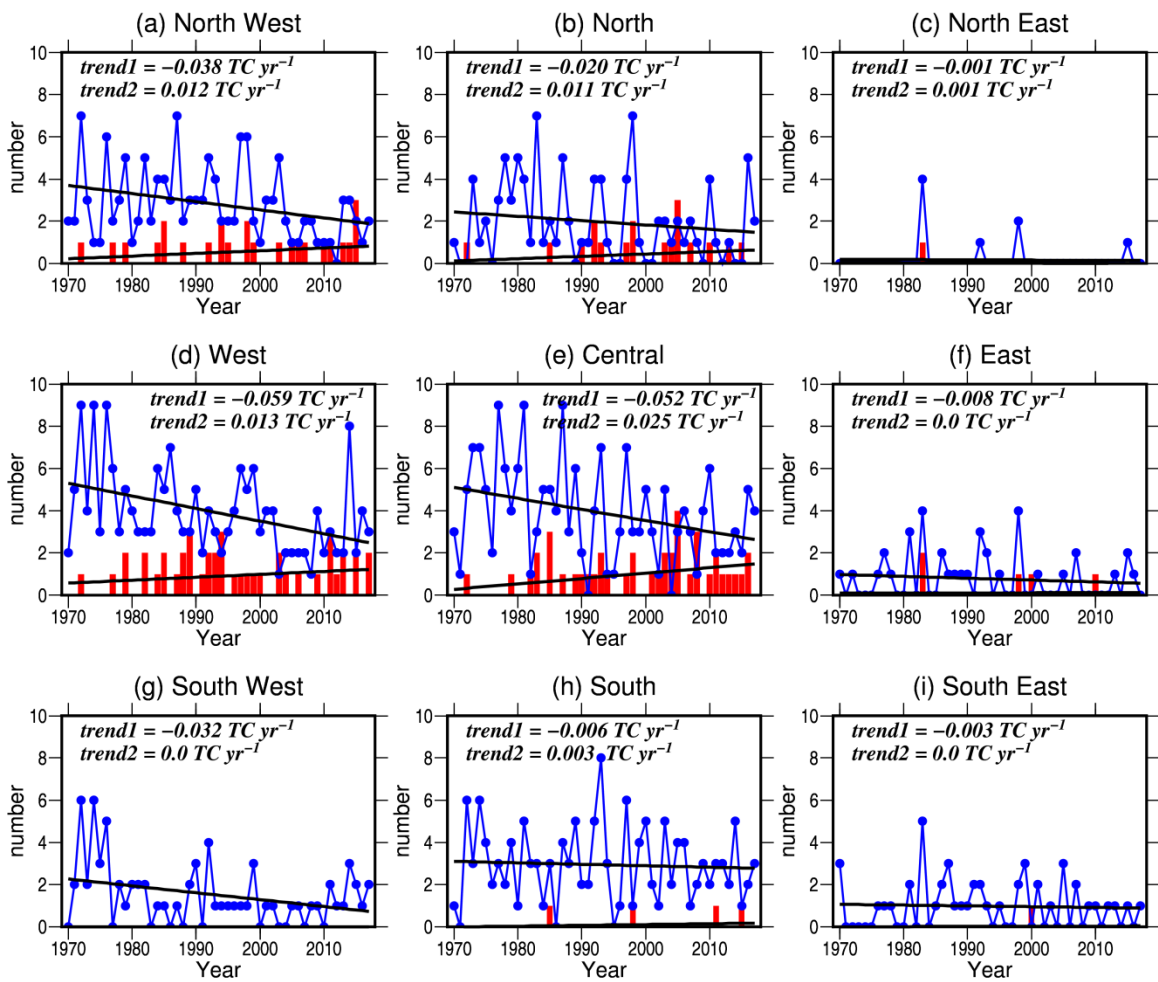 (a) North West
(b) North
(c) North East
trend1 = −0.038 TC yr⁻¹
trend2 = 0.012 TC yr⁻¹
trend1 = −0.020 TC yr⁻¹
trend2 = 0.011 TC yr⁻¹
trend1 = −0.001 TC yr⁻¹
trend2 = 0.001 TC yr⁻¹
number
10
8
6
4
2
0
1970 1980 1990 2000 2010
Year
number
10
8
6
4
2
0
1970 1980 1990 2000 2010
Year
number
10
8
6
4
2
0
1970 1980 1990 2000 2010
Year
(d) West
(e) Central
(f) East
trend1 = −0.059 TC yr⁻¹
trend2 = 0.013 TC yr⁻¹
trend1 = −0.052 TC yr⁻¹
trend2 = 0.025 TC yr⁻¹
trend1 = −0.008 TC yr⁻¹
trend2 = 0.0 TC yr⁻¹
number
10
8
6
4
2
0
1970 1980 1990 2000 2010
Year
number
10
8
6
4
2
0
1970 1980 1990 2000 2010
Year
number
10
8
6
4
2
0
1970 1980 1990 2000 2010
Year
(g) South West
(h) South
(i) South East
trend1 = −0.032 TC yr⁻¹
trend2 = 0.0 TC yr⁻¹
trend1 = −0.006 TC yr⁻¹
trend2 = 0.003 TC yr⁻¹
trend1 = −0.003 TC yr⁻¹
trend2 = 0.0 TC yr⁻¹
number
10
8
6
4
2
0
1970 1980 1990 2000 2010
Year
number
10
8
6
4
2
0
1970 1980 1990 2000 2010
Year
number
10
8
6
4
2
0
1970 1980 1990 2000 2010
Year